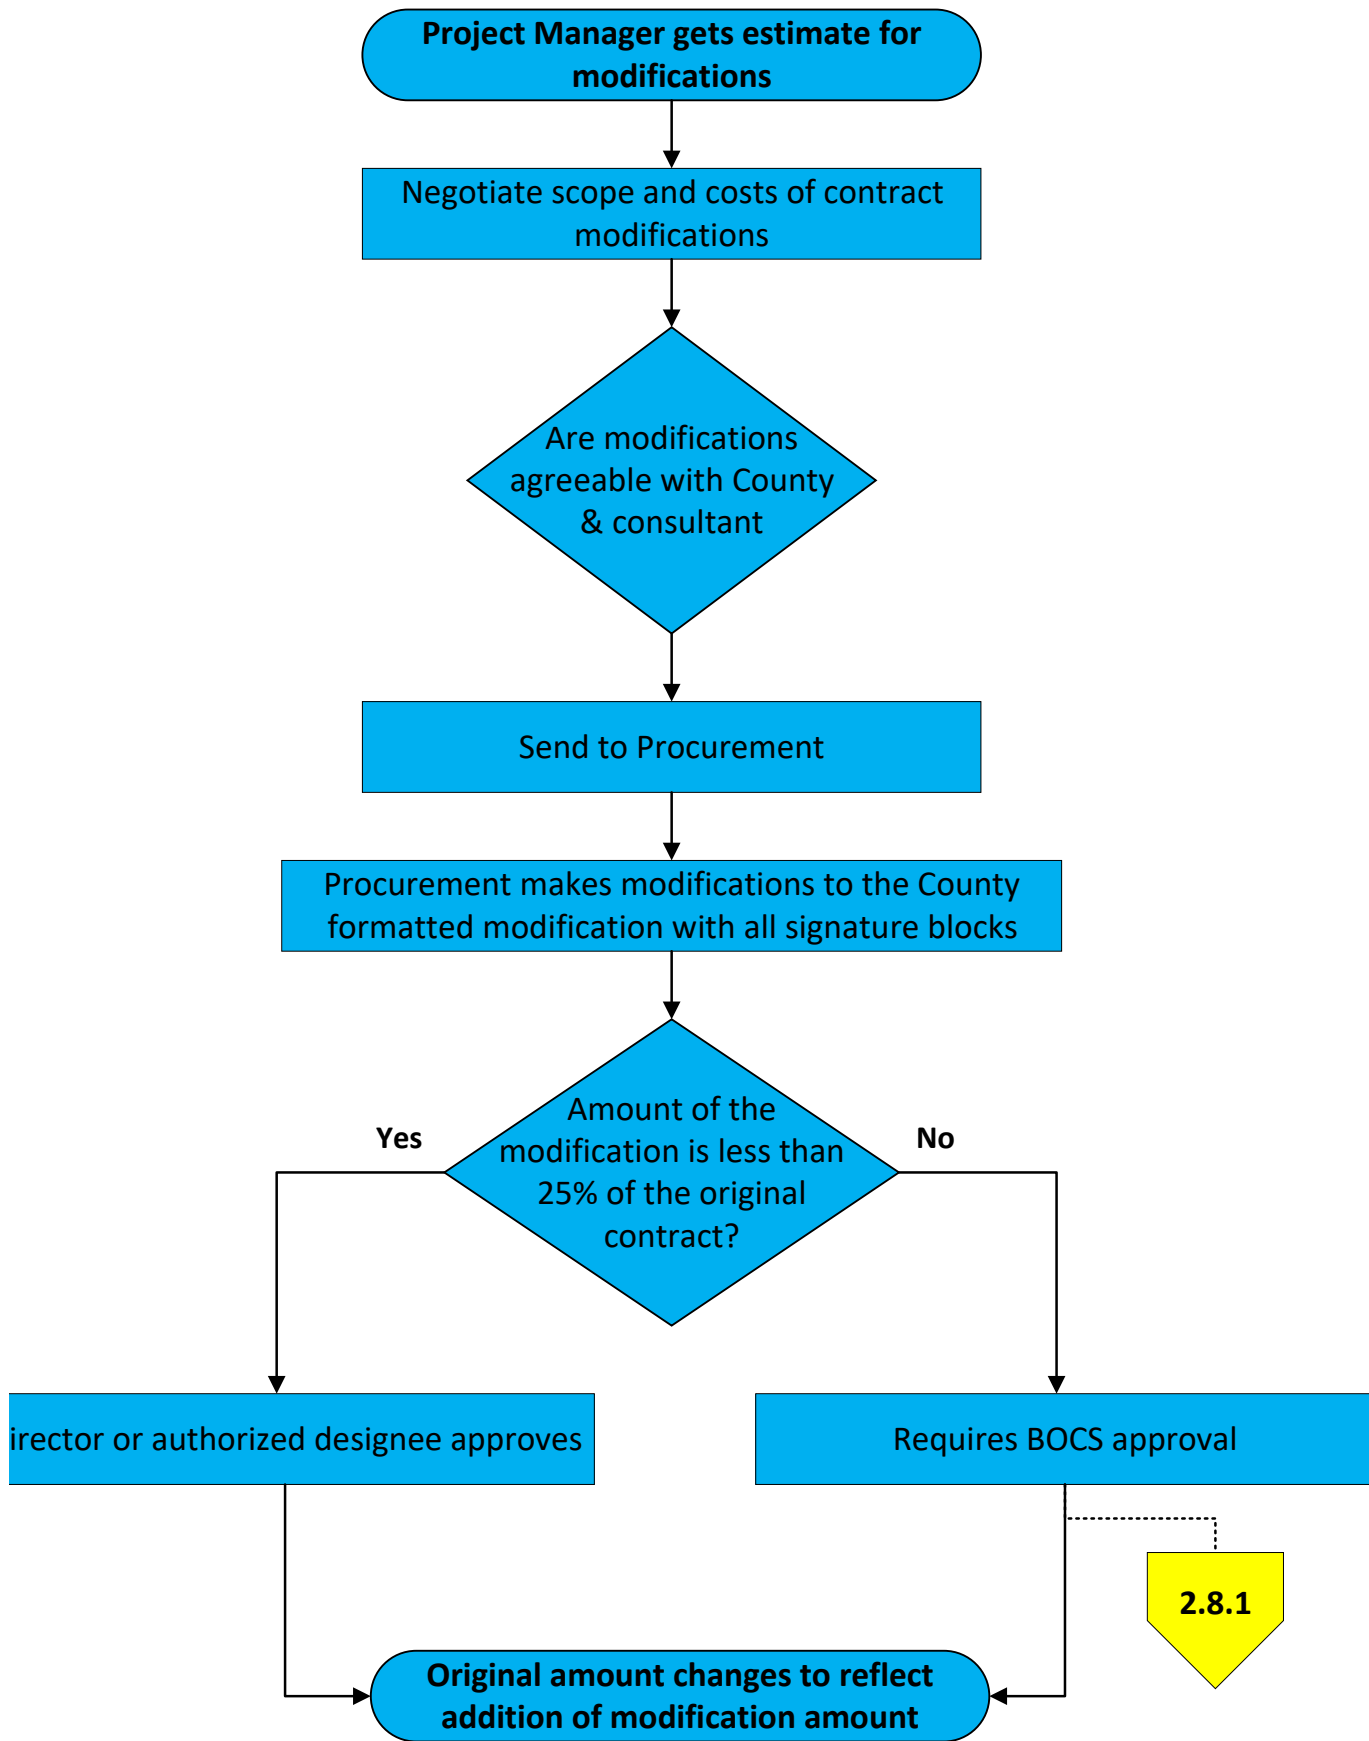 Project Manager gets estimate for
modifications
Negotiate scope and costs of contract
modifications
Are modifications
agreeable with County
& consultant
Send to Procurement
Procurement makes modifications to the County
formatted modification with all signature blocks
Amount of the
modification is less than
25% of the original
contract?
Yes
No
irector or authorized designee approves
Requires BOCS approval
2.8.1
Original amount changes to reflect
addition of modification amount